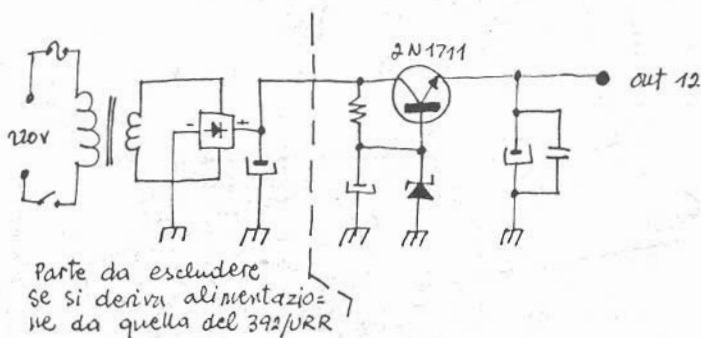 2N1711
out 12
220V
- +
Parte da escludere
se si deriva alimentazio=
ne da quella del 392/URR